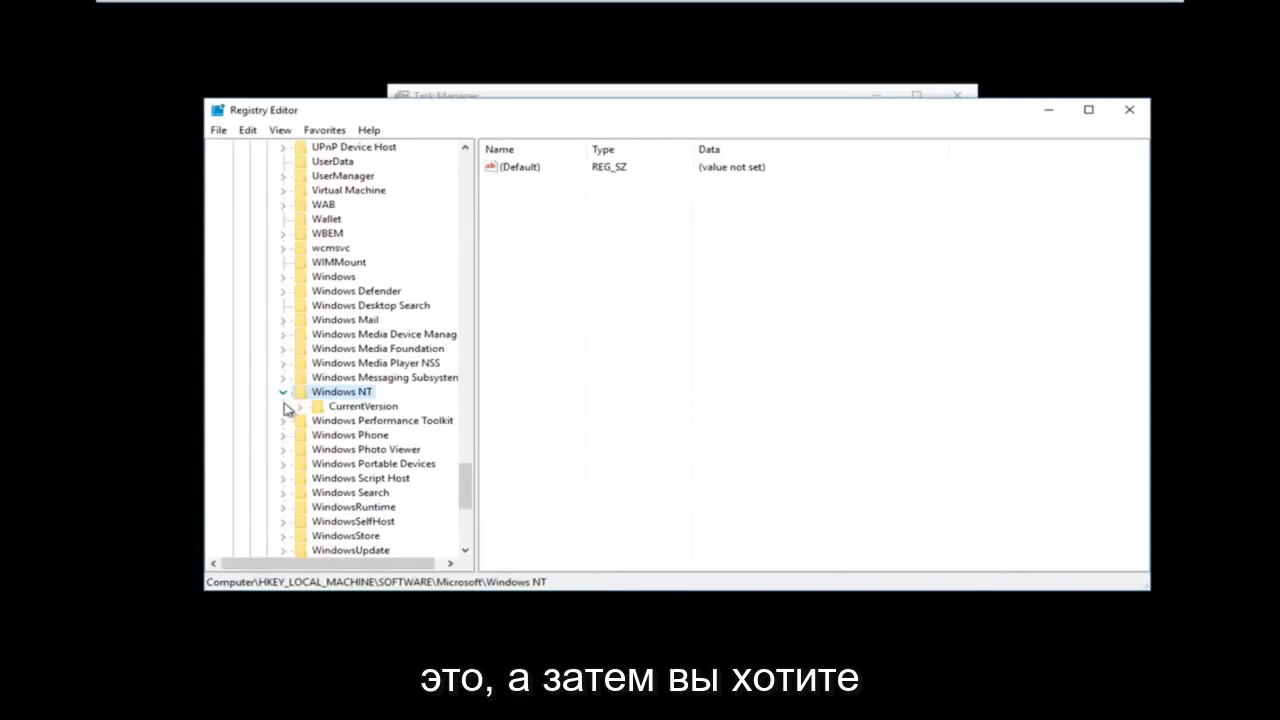 Task Manager
Registry Editor
File Edit View Favorites Help
UPnP Device Host
UserData
UserManager
Virtual Machine
WAB
Wallet
WBEM
wcmsvc
WIMMount
Windows
Windows Defender
Windows Desktop Search
Windows Mail
Windows Media Device Manag
Windows Media Foundation
Windows Media Player NSS
Windows Messaging Subsysten
Windows NT
CurrentVersion
Windows Performance Toolkit
Windows Phone
Windows Photo Viewer
Windows Portable Devices
Windows Script Host
Windows Search
WindowsRuntime
WindowsSelfHost
WindowsStore
WindowsUpdate
Name Type Data
ab (Default) REG_SZ (value not set)
Computer\HKEY_LOCAL_MACHINE\SOFTWARE\Microsoft\Windows NT
это, а затем вы хотите